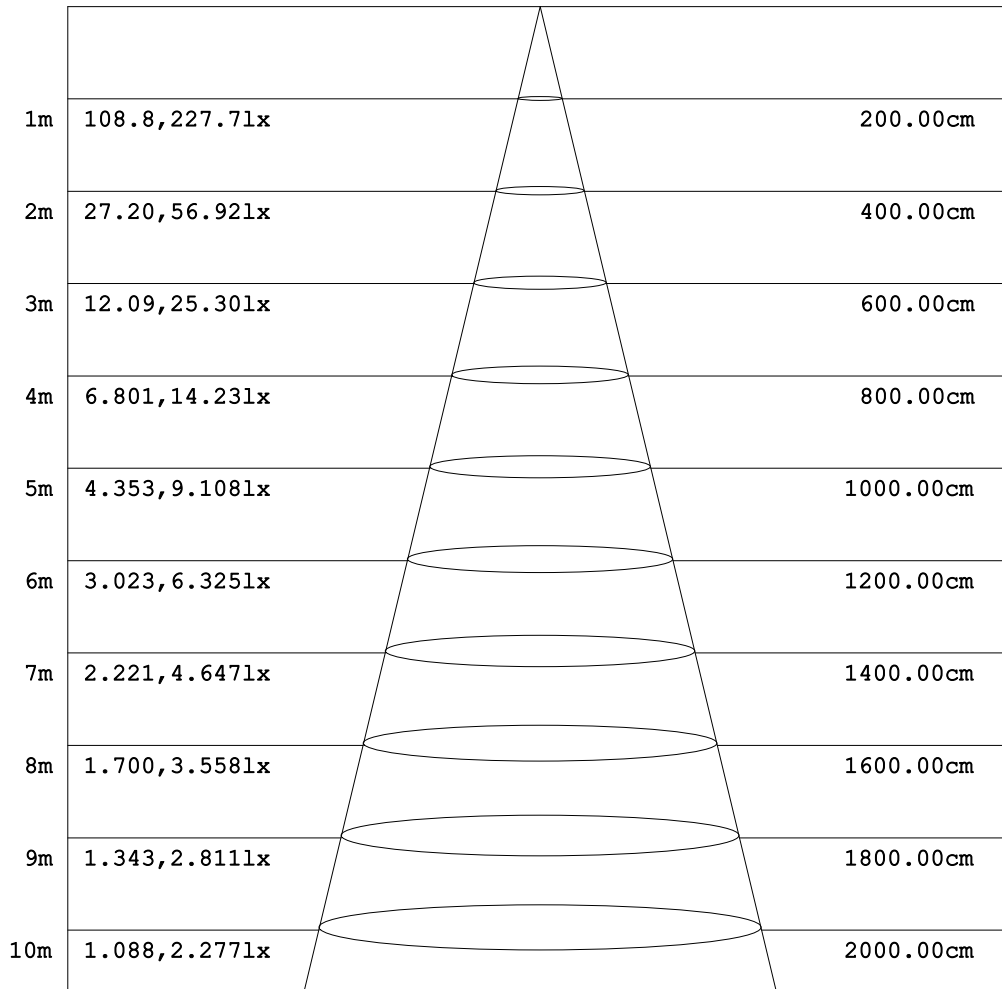 1m 108.8,227.7lx 200.00cm
2m 27.20,56.92lx 400.00cm
3m 12.09,25.30lx 600.00cm
4m 6.801,14.23lx 800.00cm
5m 4.353,9.108lx 1000.00cm
6m 3.023,6.325lx 1200.00cm
7m 2.221,4.647lx 1400.00cm
8m 1.700,3.558lx 1600.00cm
9m 1.343,2.811lx 1800.00cm
10m 1.088,2.277lx 2000.00cm